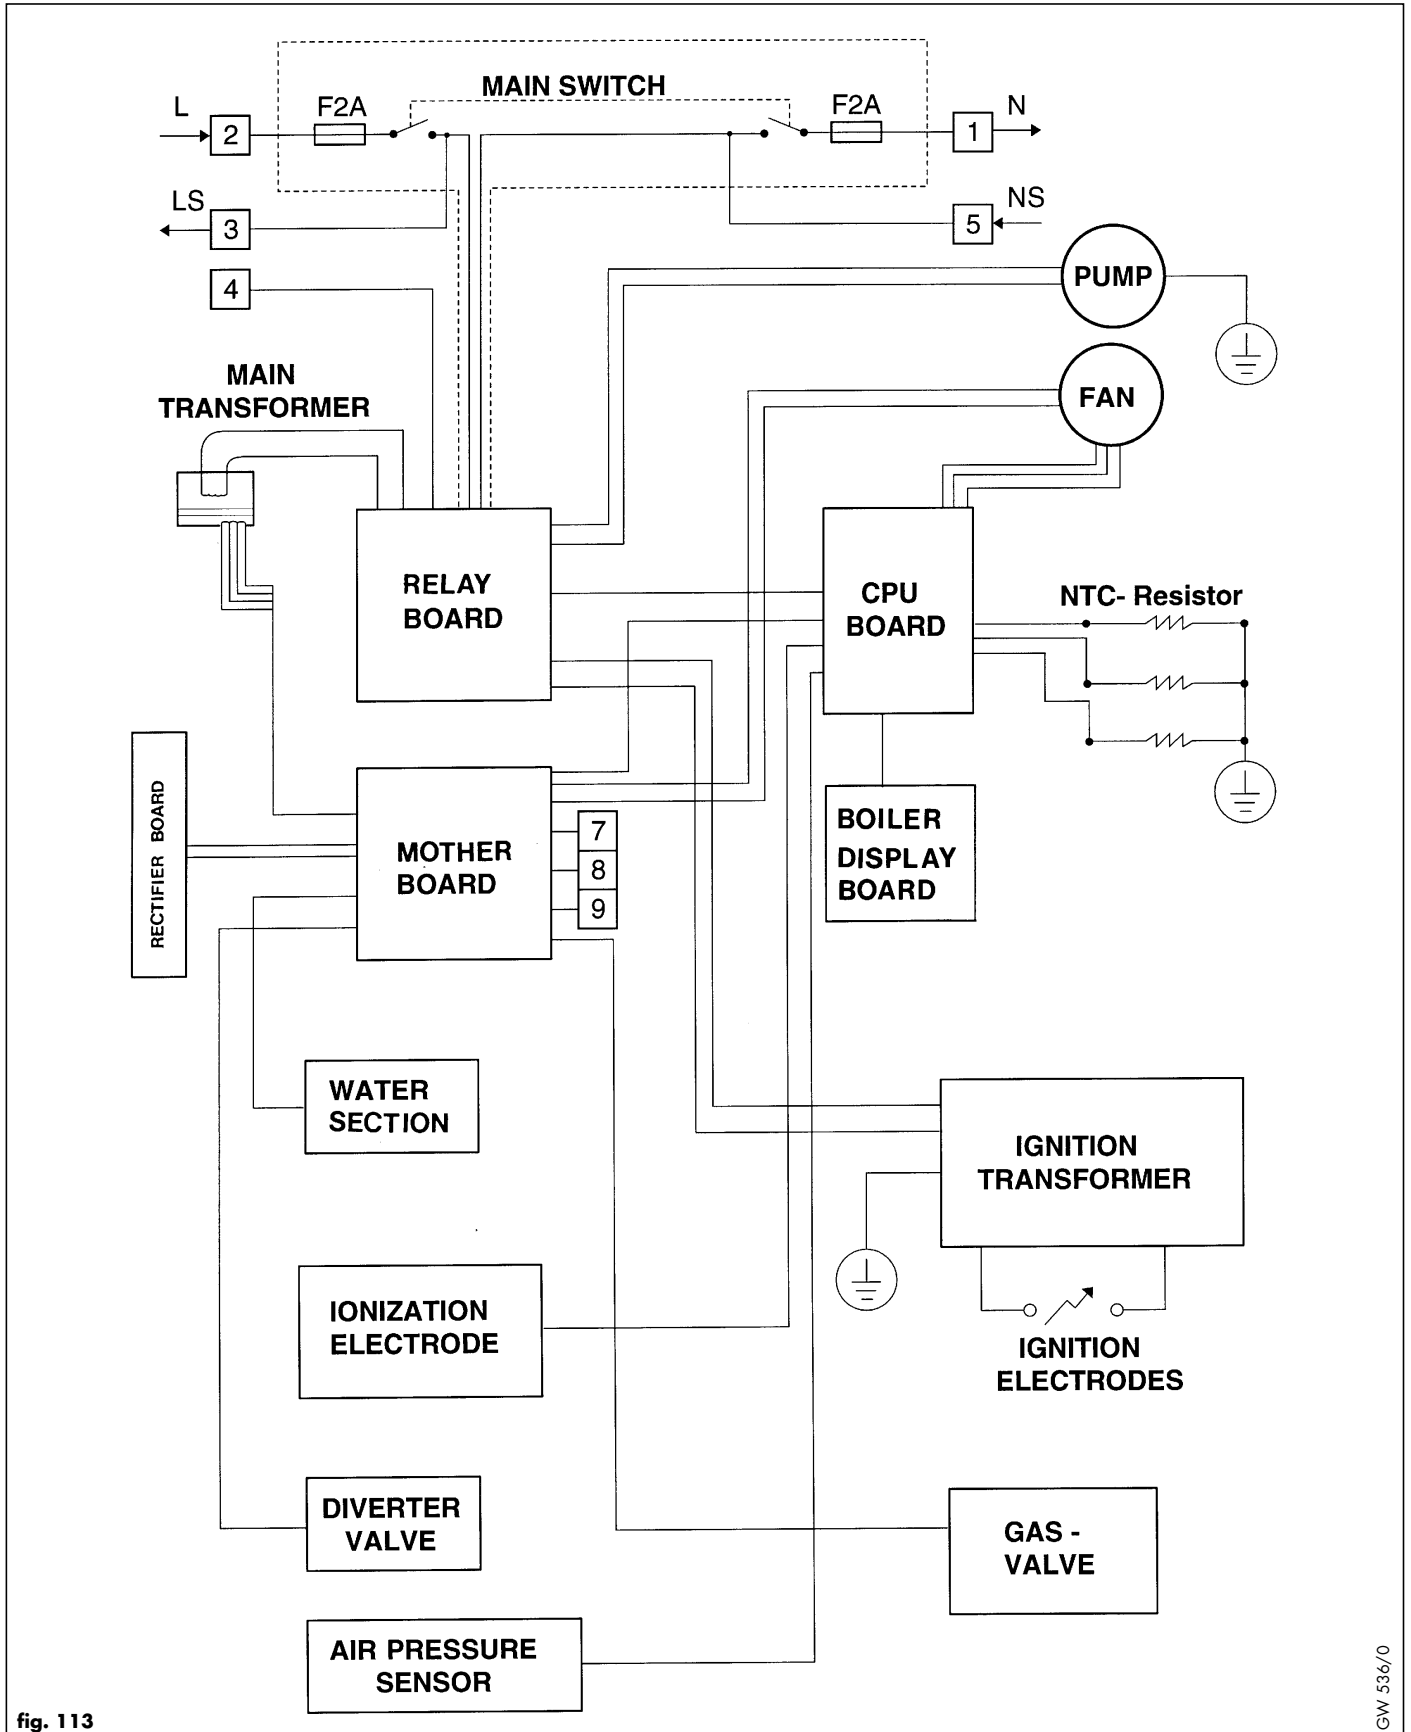 MAIN SWITCH
L
F2A
F2A
N
2
1
LS
NS
3
5
4
PUMP
MAIN
TRANSFORMER
FAN
RELAY
BOARD
CPU
BOARD
NTC- Resistor
RECTIFIER BOARD
MOTHER
BOARD
7
8
9
BOILER
DISPLAY
BOARD
WATER
SECTION
IGNITION
TRANSFORMER
IONIZATION
ELECTRODE
IGNITION
ELECTRODES
DIVERTER
VALVE
GAS -
VALVE
AIR PRESSURE
SENSOR
fig. 113
GW 536/0